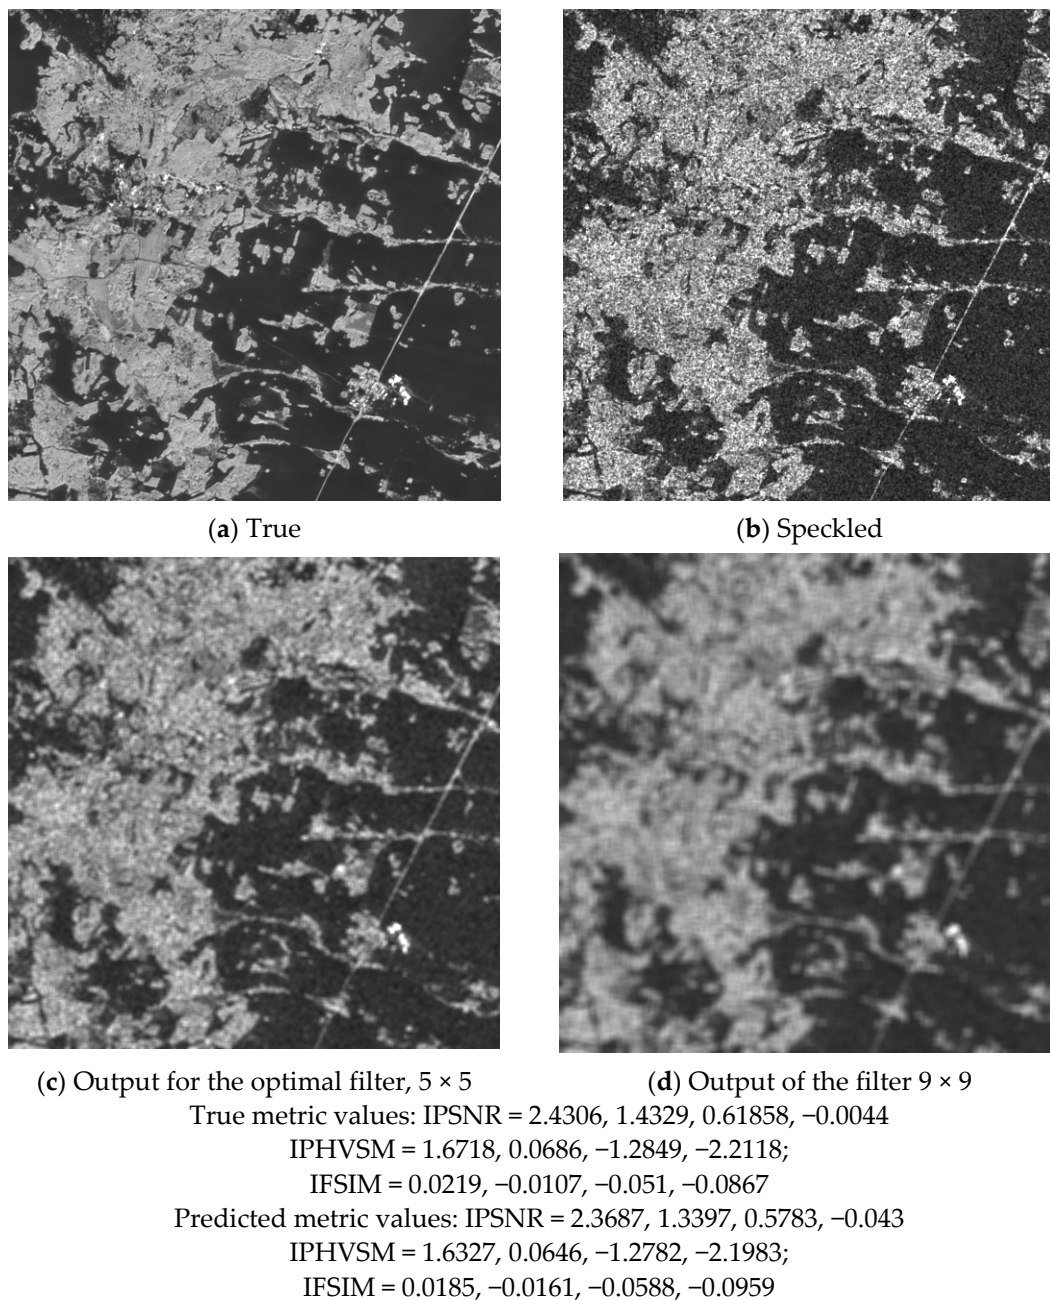 (a) True
(b) Speckled
(c) Output for the optimal filter, 5 × 5
(d) Output of the filter 9 × 9
True metric values: IPSNR = 2.4306, 1.4329, 0.61858, −0.0044
IPHVSM = 1.6718, 0.0686, −1.2849, −2.2118;
IFSIM = 0.0219, −0.0107, −0.051, −0.0867
Predicted metric values: IPSNR = 2.3687, 1.3397, 0.5783, −0.043
IPHVSM = 1.6327, 0.0646, −1.2782, −2.1983;
IFSIM = 0.0185, −0.0161, −0.0588, −0.0959